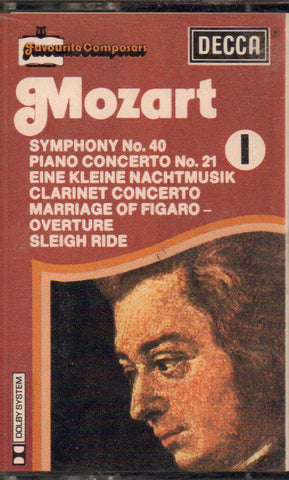 Favourite Composers
DECCA
Mozart
1
SYMPHONY No. 40
PIANO CONCERTO No. 21
EINE KLEINE NACHTMUSIK
CLARINET CONCERTO
MARRIAGE OF FIGARO –
OVERTURE
SLEIGH RIDE
DOLBY SYSTEM